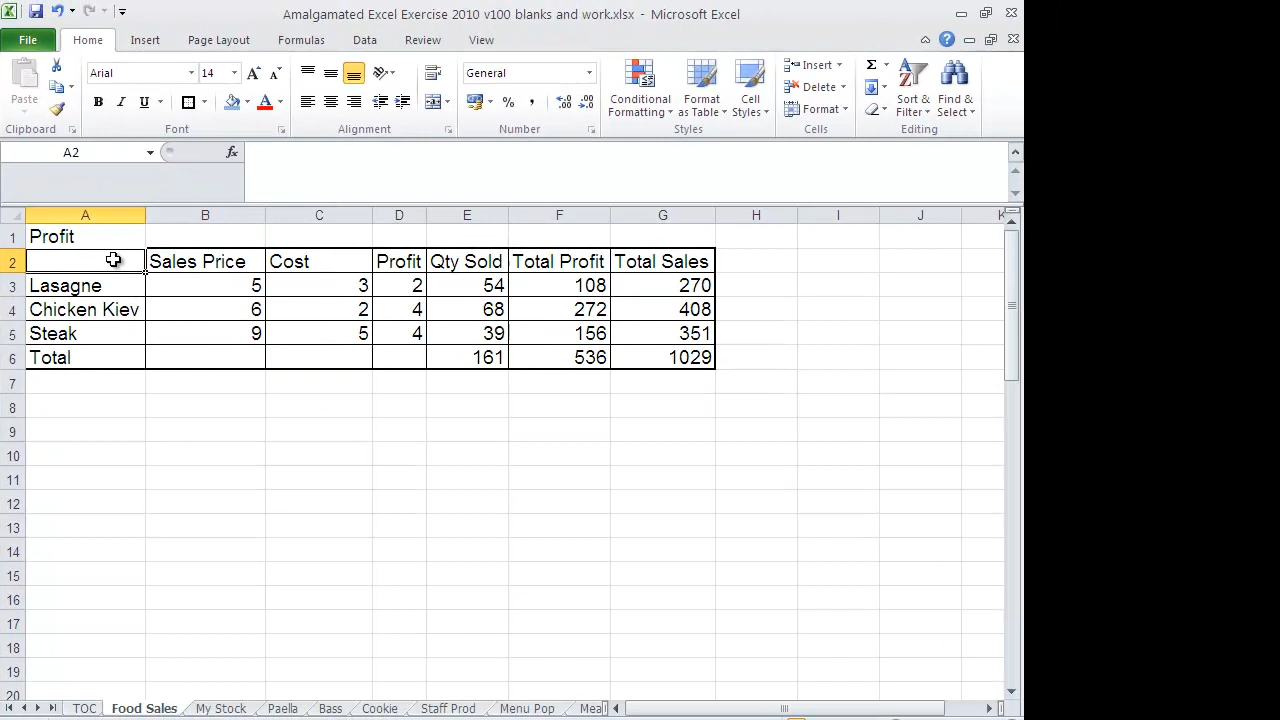 Amalgamated Excel Exercise 2010 v100 blanks and work.xlsx - Microsoft Excel
File Home Insert Page Layout Formulas Data Review View
Paste Arial 14 B I U A A A General % , Conditional Formatting Format as Table Cell Styles Insert Delete Format Σ Sort & Filter Find & Select
Clipboard Font Alignment Number Styles Cells Editing
A2 fx
A B C D E F G H I J K
1 Profit
2 Sales Price Cost Profit Qty Sold Total Profit Total Sales
3 Lasagne 5 3 2 54 108 270
4 Chicken Kiev 6 2 4 68 272 408
5 Steak 9 5 4 39 156 351
6 Total 161 536 1029
7
8
9
10
11
12
13
14
15
16
17
18
19
20
TOC Food Sales My Stock Paella Bass Cookie Staff Prod Menu Pop Mea